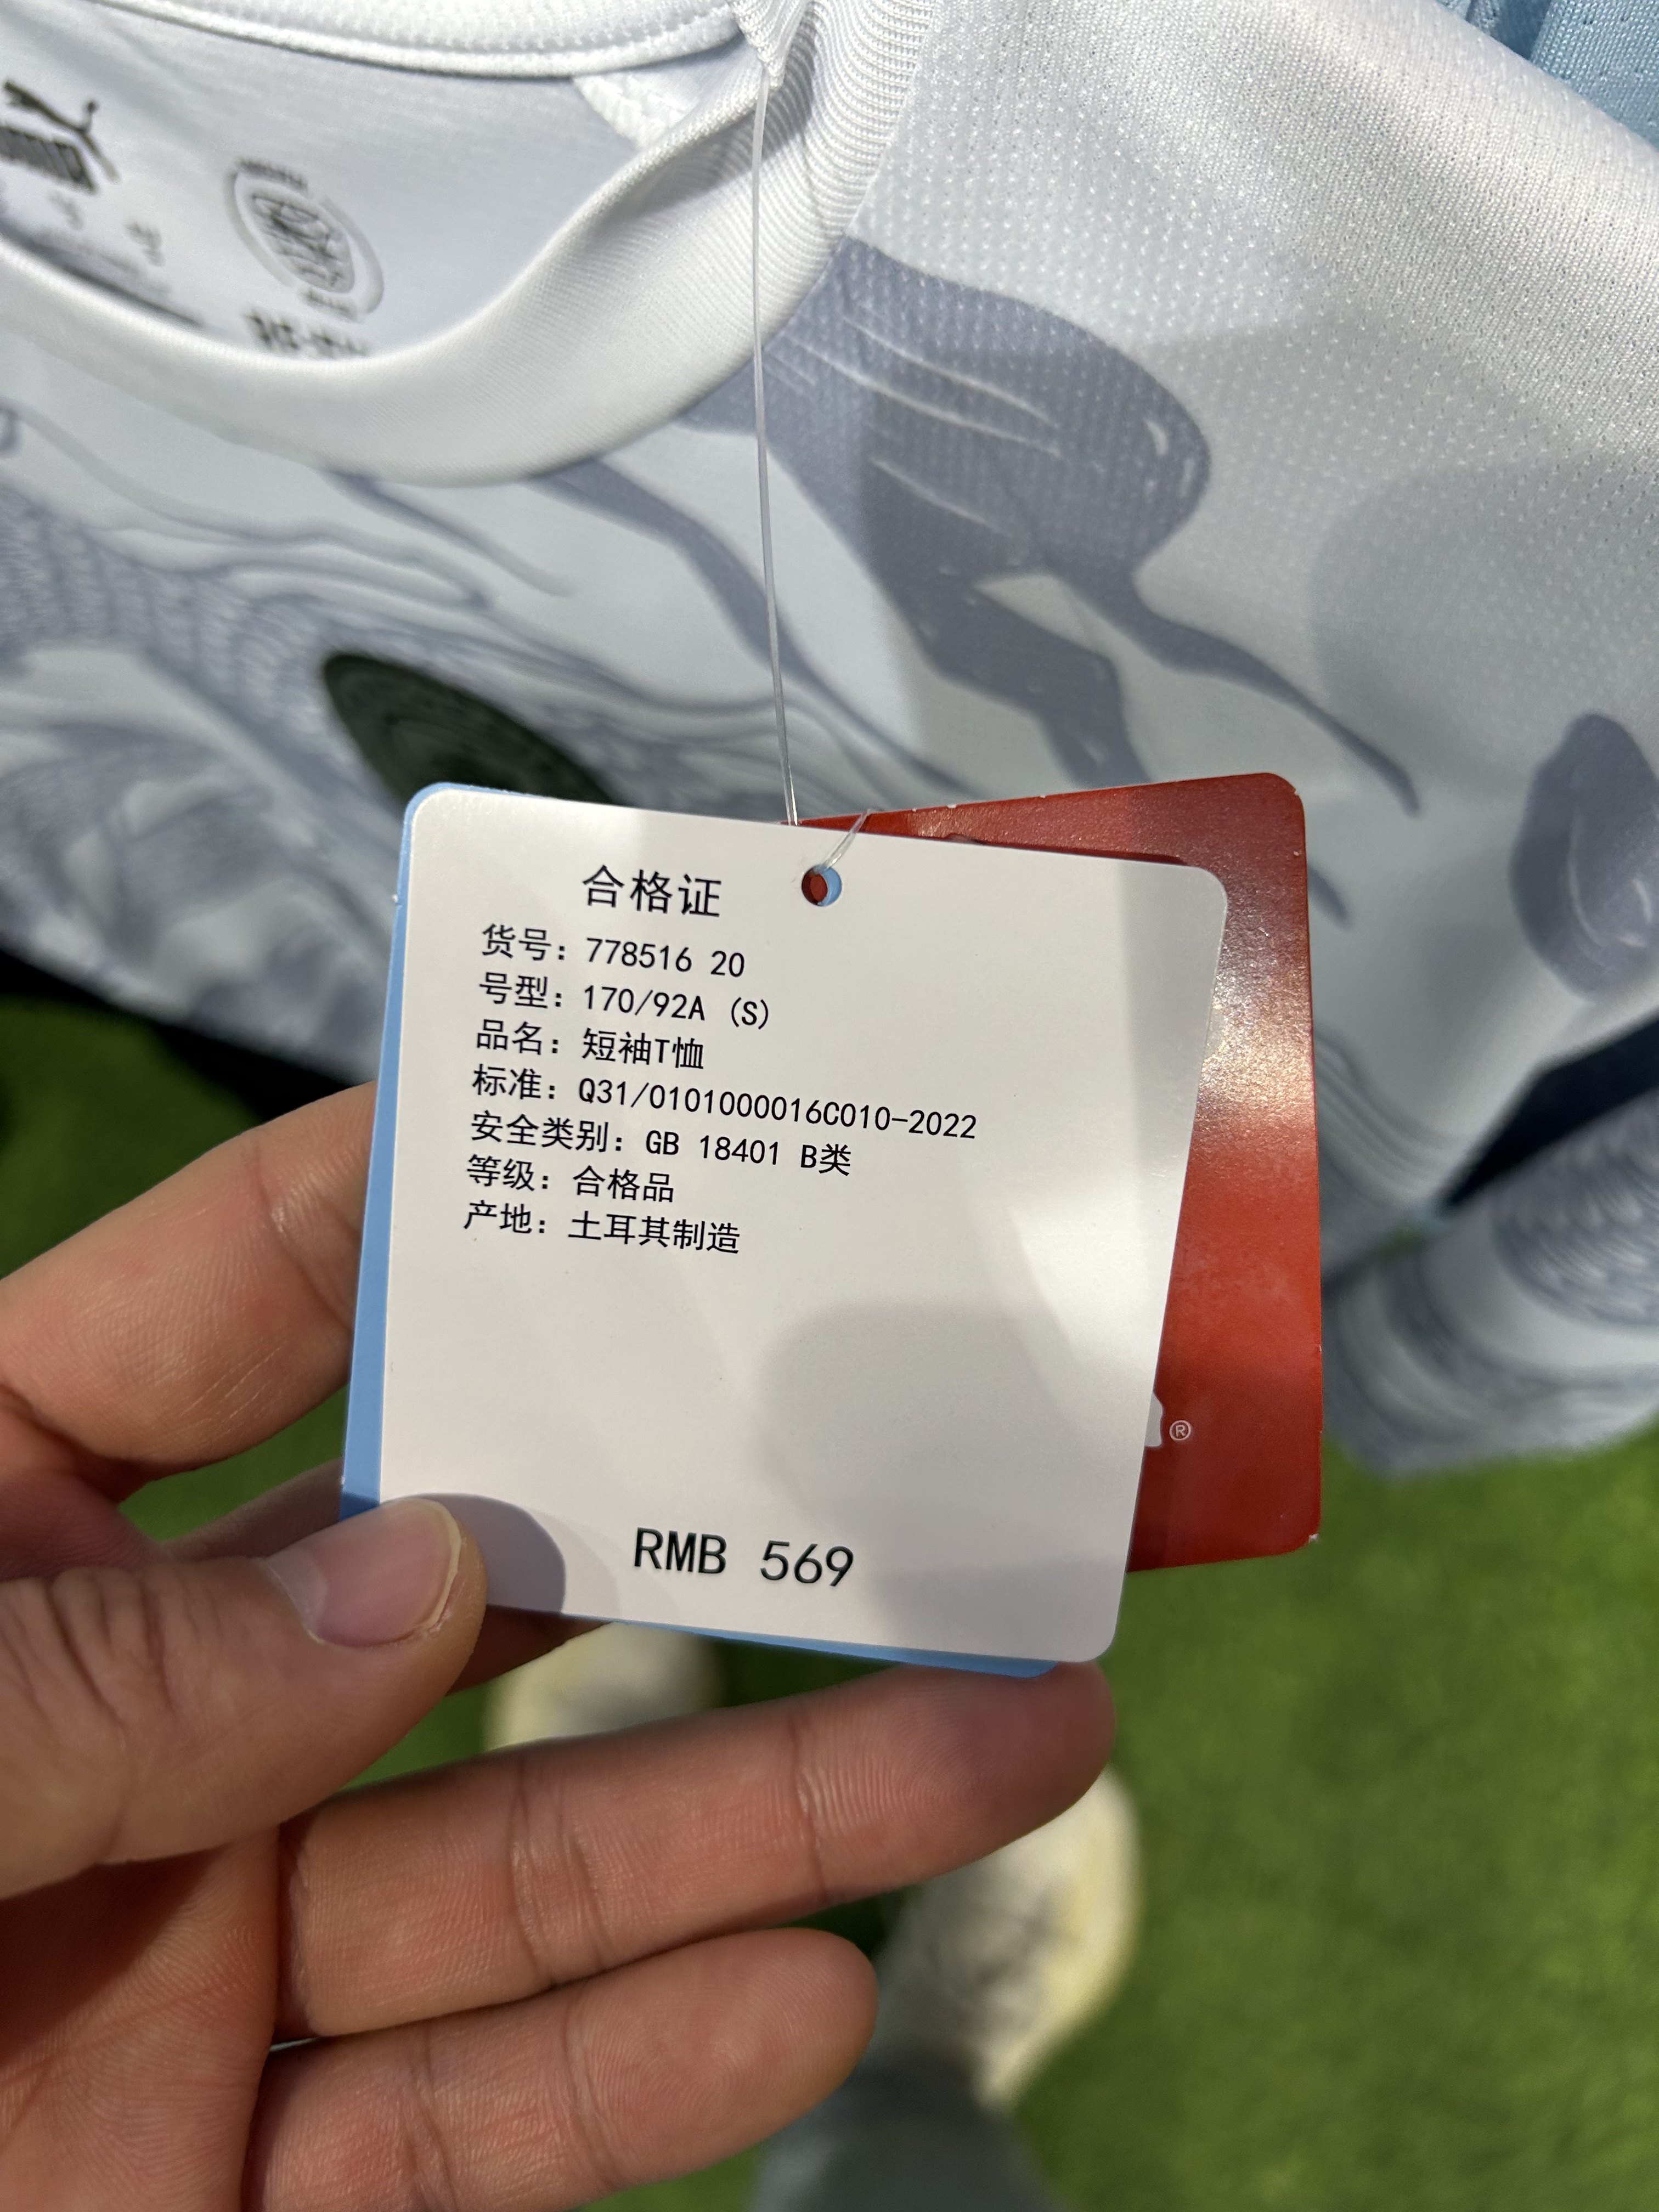 合格证
货号：778516 20
号型：170/92A (S)
品名：短袖T恤
标准：Q31/0101000016C010-2022
安全类别：GB 18401 B类
等级：合格品
产地：土耳其制造
RMB 569
®